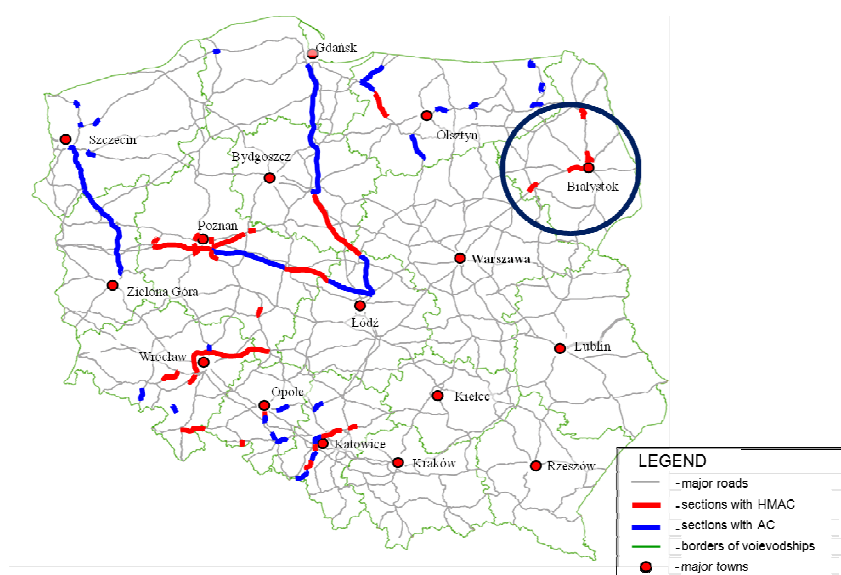 Gdańsk
Olsztyn
Szczecin
Bydgoszcz
Białystok
Poznań
Warszawa
Zielona Góra
Łódź
Wrocław
Lublin
Opole
Kielce
Katowice
Kraków
Rzeszów
LEGEND
-major roads
-sections with HMAC
-sections with AC
-borders of voievodships
-major towns